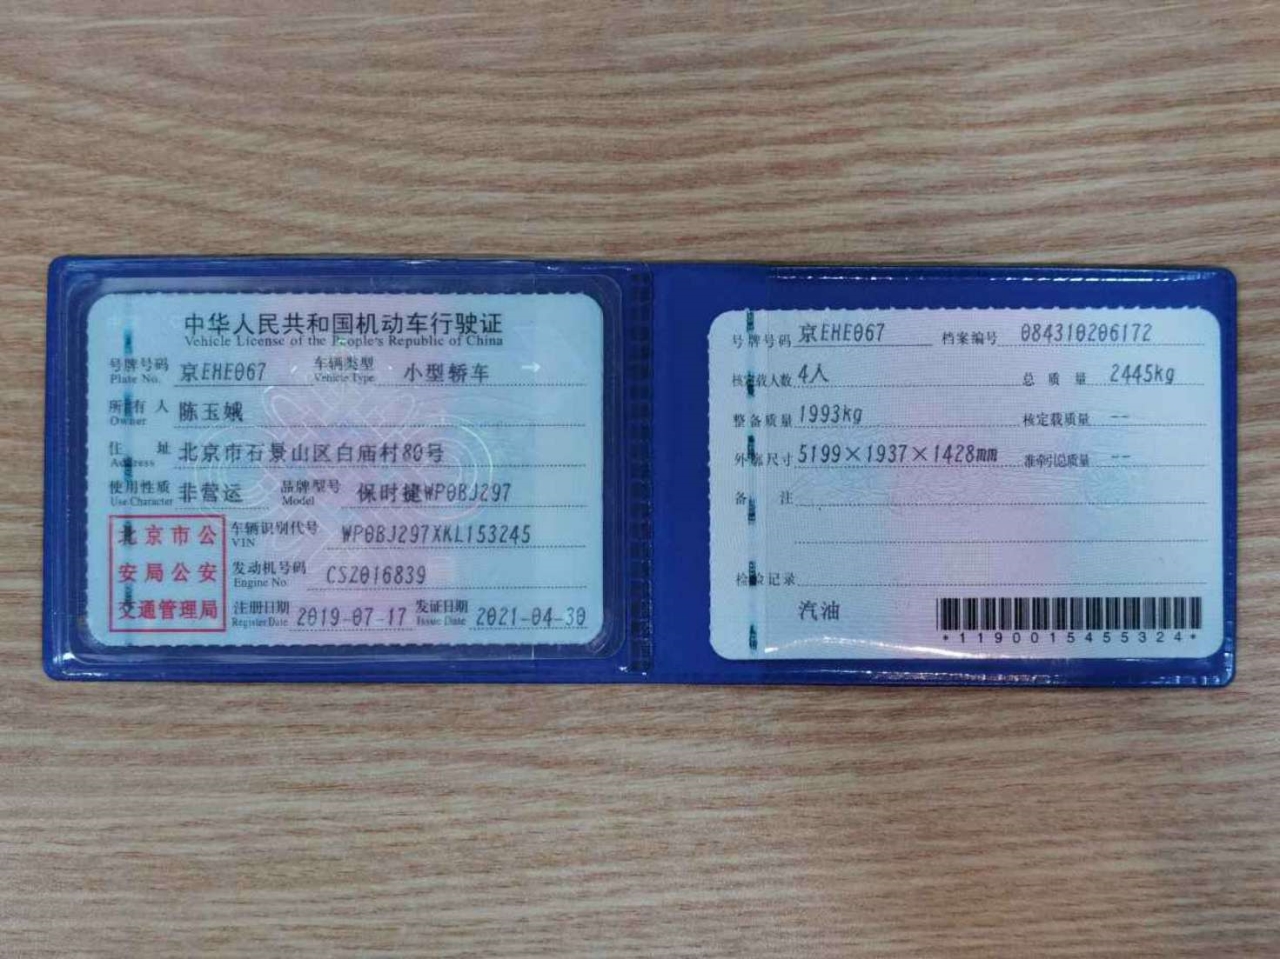 中华人民共和国机动车行驶证
Vehicle License of the People's Republic of China
号牌号码 京EHE067 车辆类型 小型轿车
Plate No. Vehicle Type
所有人 陈玉娥
Owner
住址 北京市石景山区白庙村80号
Address
使用性质 非营运 品牌型号 保时捷WP0BJ297
Use Character Model
北京市公
安局公安
交通管理局
车辆识别代号 WP0BJ297XKL153245
VIN
发动机号码 CSZ016839
Engine No.
注册日期 2019-07-17 发证日期 2021-04-30
Register Date Issue Date
号牌号码 京EHE067 档案编号 084310206172
核定载人数 4人 总质量 2445kg
整备质量 1993kg 核定载质量 --
外廓尺寸 5199×1937×1428mm 准牵引总质量 --
备注
检验记录
汽油
*1190015455324*